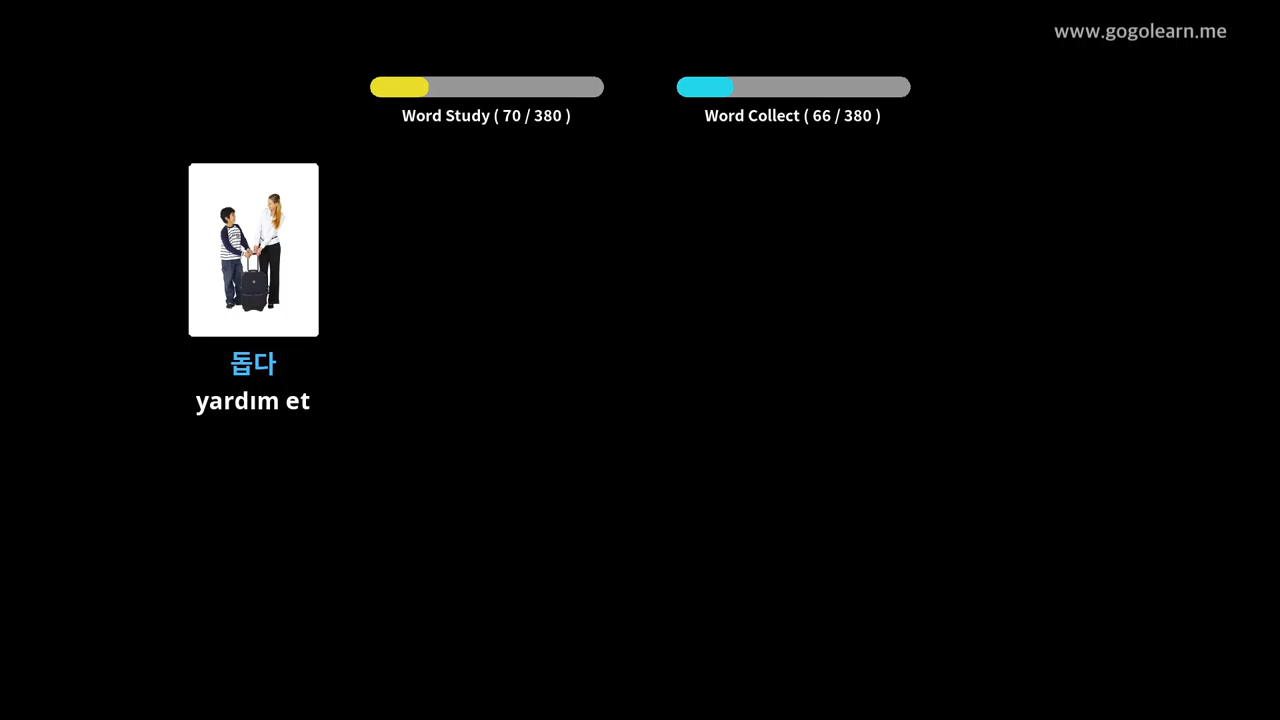 www.gogolearn.me
Word Study ( 70 / 380 )
Word Collect ( 66 / 380 )
돕다
yardım et